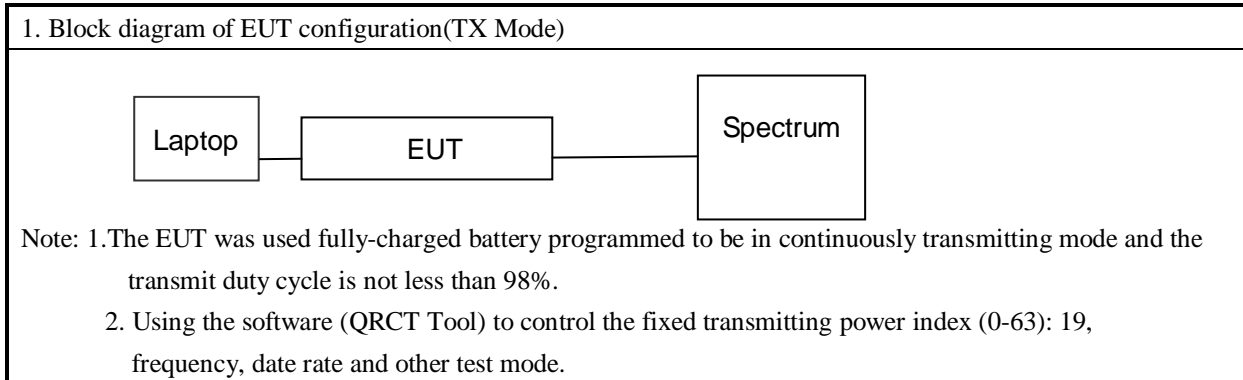 1. Block diagram of EUT configuration(TX Mode)
Laptop
EUT
Spectrum
Note: 1.The EUT was used fully-charged battery programmed to be in continuously transmitting mode and the
transmit duty cycle is not less than 98%.
2. Using the software (QRCT Tool) to control the fixed transmitting power index (0-63): 19,
frequency, date rate and other test mode.